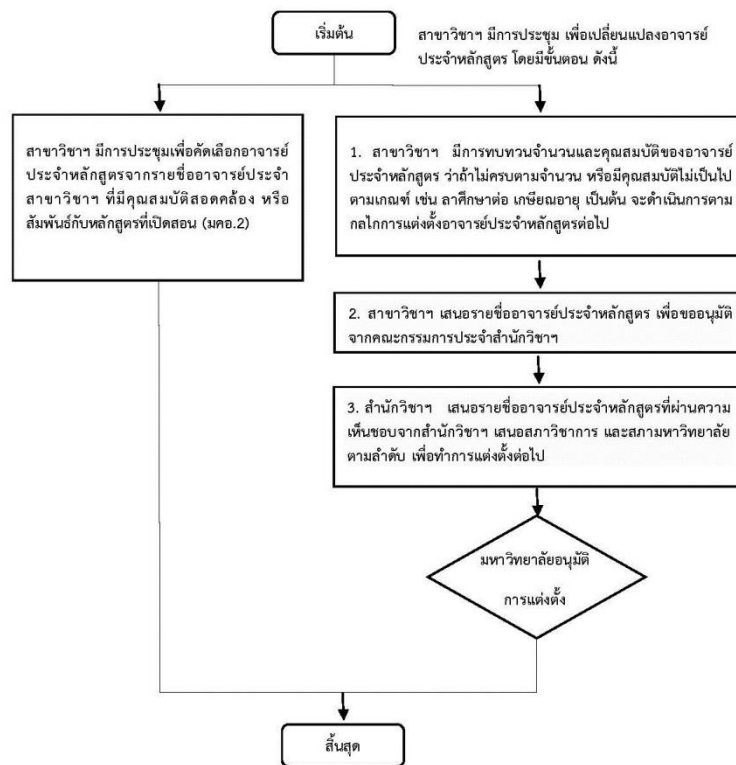 เริ่มต้น
สาขาวิชาฯ มีการประชุม เพื่อเปลี่ยนแปลงอาจารย์
ประจำหลักสูตร โดยมีขั้นตอน ดังนี้
สาขาวิชาฯ มีการประชุมเพื่อคัดเลือกอาจารย์
ประจำหลักสูตรจากรายชื่ออาจารย์ประจำ
สาขาวิชาฯ ที่มีคุณสมบัติสอดคล้อง หรือ
สัมพันธ์กับหลักสูตรที่เปิดสอน (มคอ.2)
1. สาขาวิชาฯ มีการทบทวนจำนวนและคุณสมบัติของอาจารย์
ประจำหลักสูตร ว่าถ้าไม่ครบตามจำนวน หรือมีคุณสมบัติไม่เป็นไป
ตามเกณฑ์ เช่น ลาศึกษาต่อ เกษียณอายุ เป็นต้น จะดำเนินการตาม
กลไกการแต่งตั้งอาจารย์ประจำหลักสูตรต่อไป
2. สาขาวิชาฯ เสนอรายชื่ออาจารย์ประจำหลักสูตร เพื่อขออนุมัติ
จากคณะกรรมการประจำสำนักวิชาฯ
3. สำนักวิชาฯ เสนอรายชื่ออาจารย์ประจำหลักสูตรที่ผ่านความ
เห็นชอบจากสำนักวิชาฯ เสนอสภาวิชาการ และสภามหาวิทยาลัย
ตามลำดับ เพื่อทำการแต่งตั้งต่อไป
มหาวิทยาลัยอนุมัติ
การแต่งตั้ง
สิ้นสุด